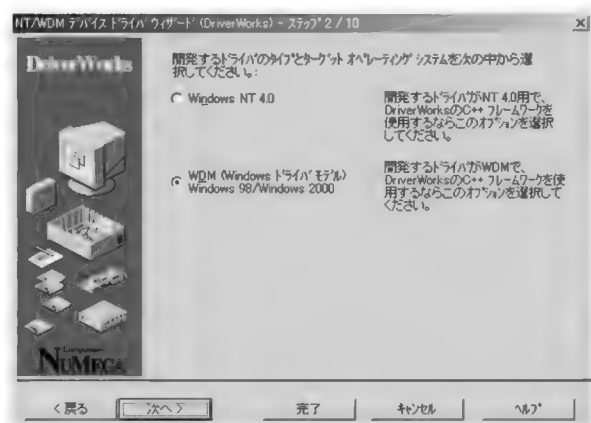 NT/WDM デバイス ドライバ ウィザード (DriverWorks) - ステップ 2 / 10
DriverWorks
開発するドライバのタイプとターゲット オペレーティング システムを次の中から選
択してください。:
Windows NT 4.0
開発するドライバがNT 4.0用で、
DriverWorksのC++ フレームワークを
使用するならこのオプションを選択
してください。
WDM (Windows ドライバ モデル)
Windows 98/Windows 2000
開発するドライバがWDMで、
DriverWorksのC++ フレームワークを使
用するならこのオプションを選択して
ください。
Compuware
NUMEGA
< 戻る
次へ >
完了
キャンセル
ヘルプ